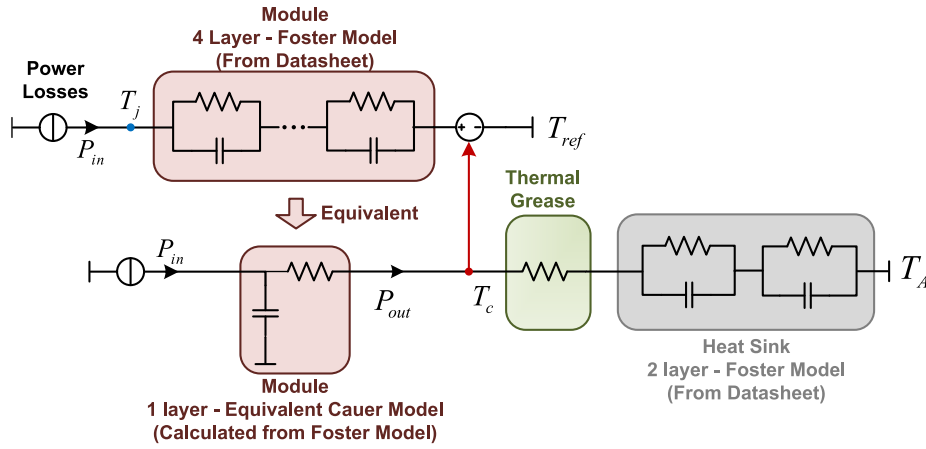 Module
4 Layer - Foster Model
(From Datasheet)
Power
Losses
T_j
P_in
+ -
T_ref
Thermal
Grease
Equivalent
P_in
P_out
T_c
T_A
Heat Sink
2 layer - Foster Model
(From Datasheet)
Module
1 layer - Equivalent Cauer Model
(Calculated from Foster Model)